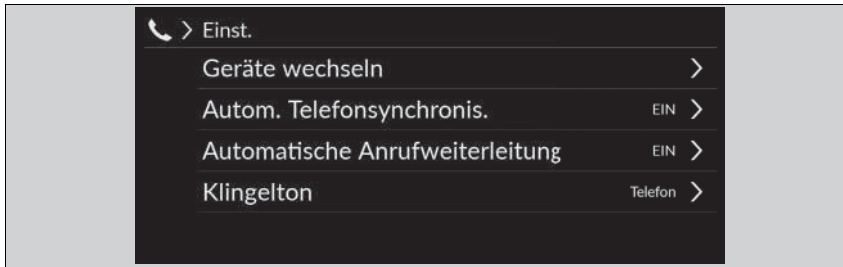 Einst.
Geräte wechseln
Autom. Telefonsynchronis. EIN
Automatische Anrufweiterleitung EIN
Klingelton Telefon